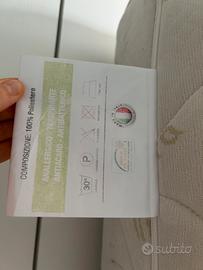 COMPOSIZIONE: 100% Poliestere
ANALLERGICO - TRASPIRANTE
ANTIACARO - ANTIBATTERICO
30°
P
subito